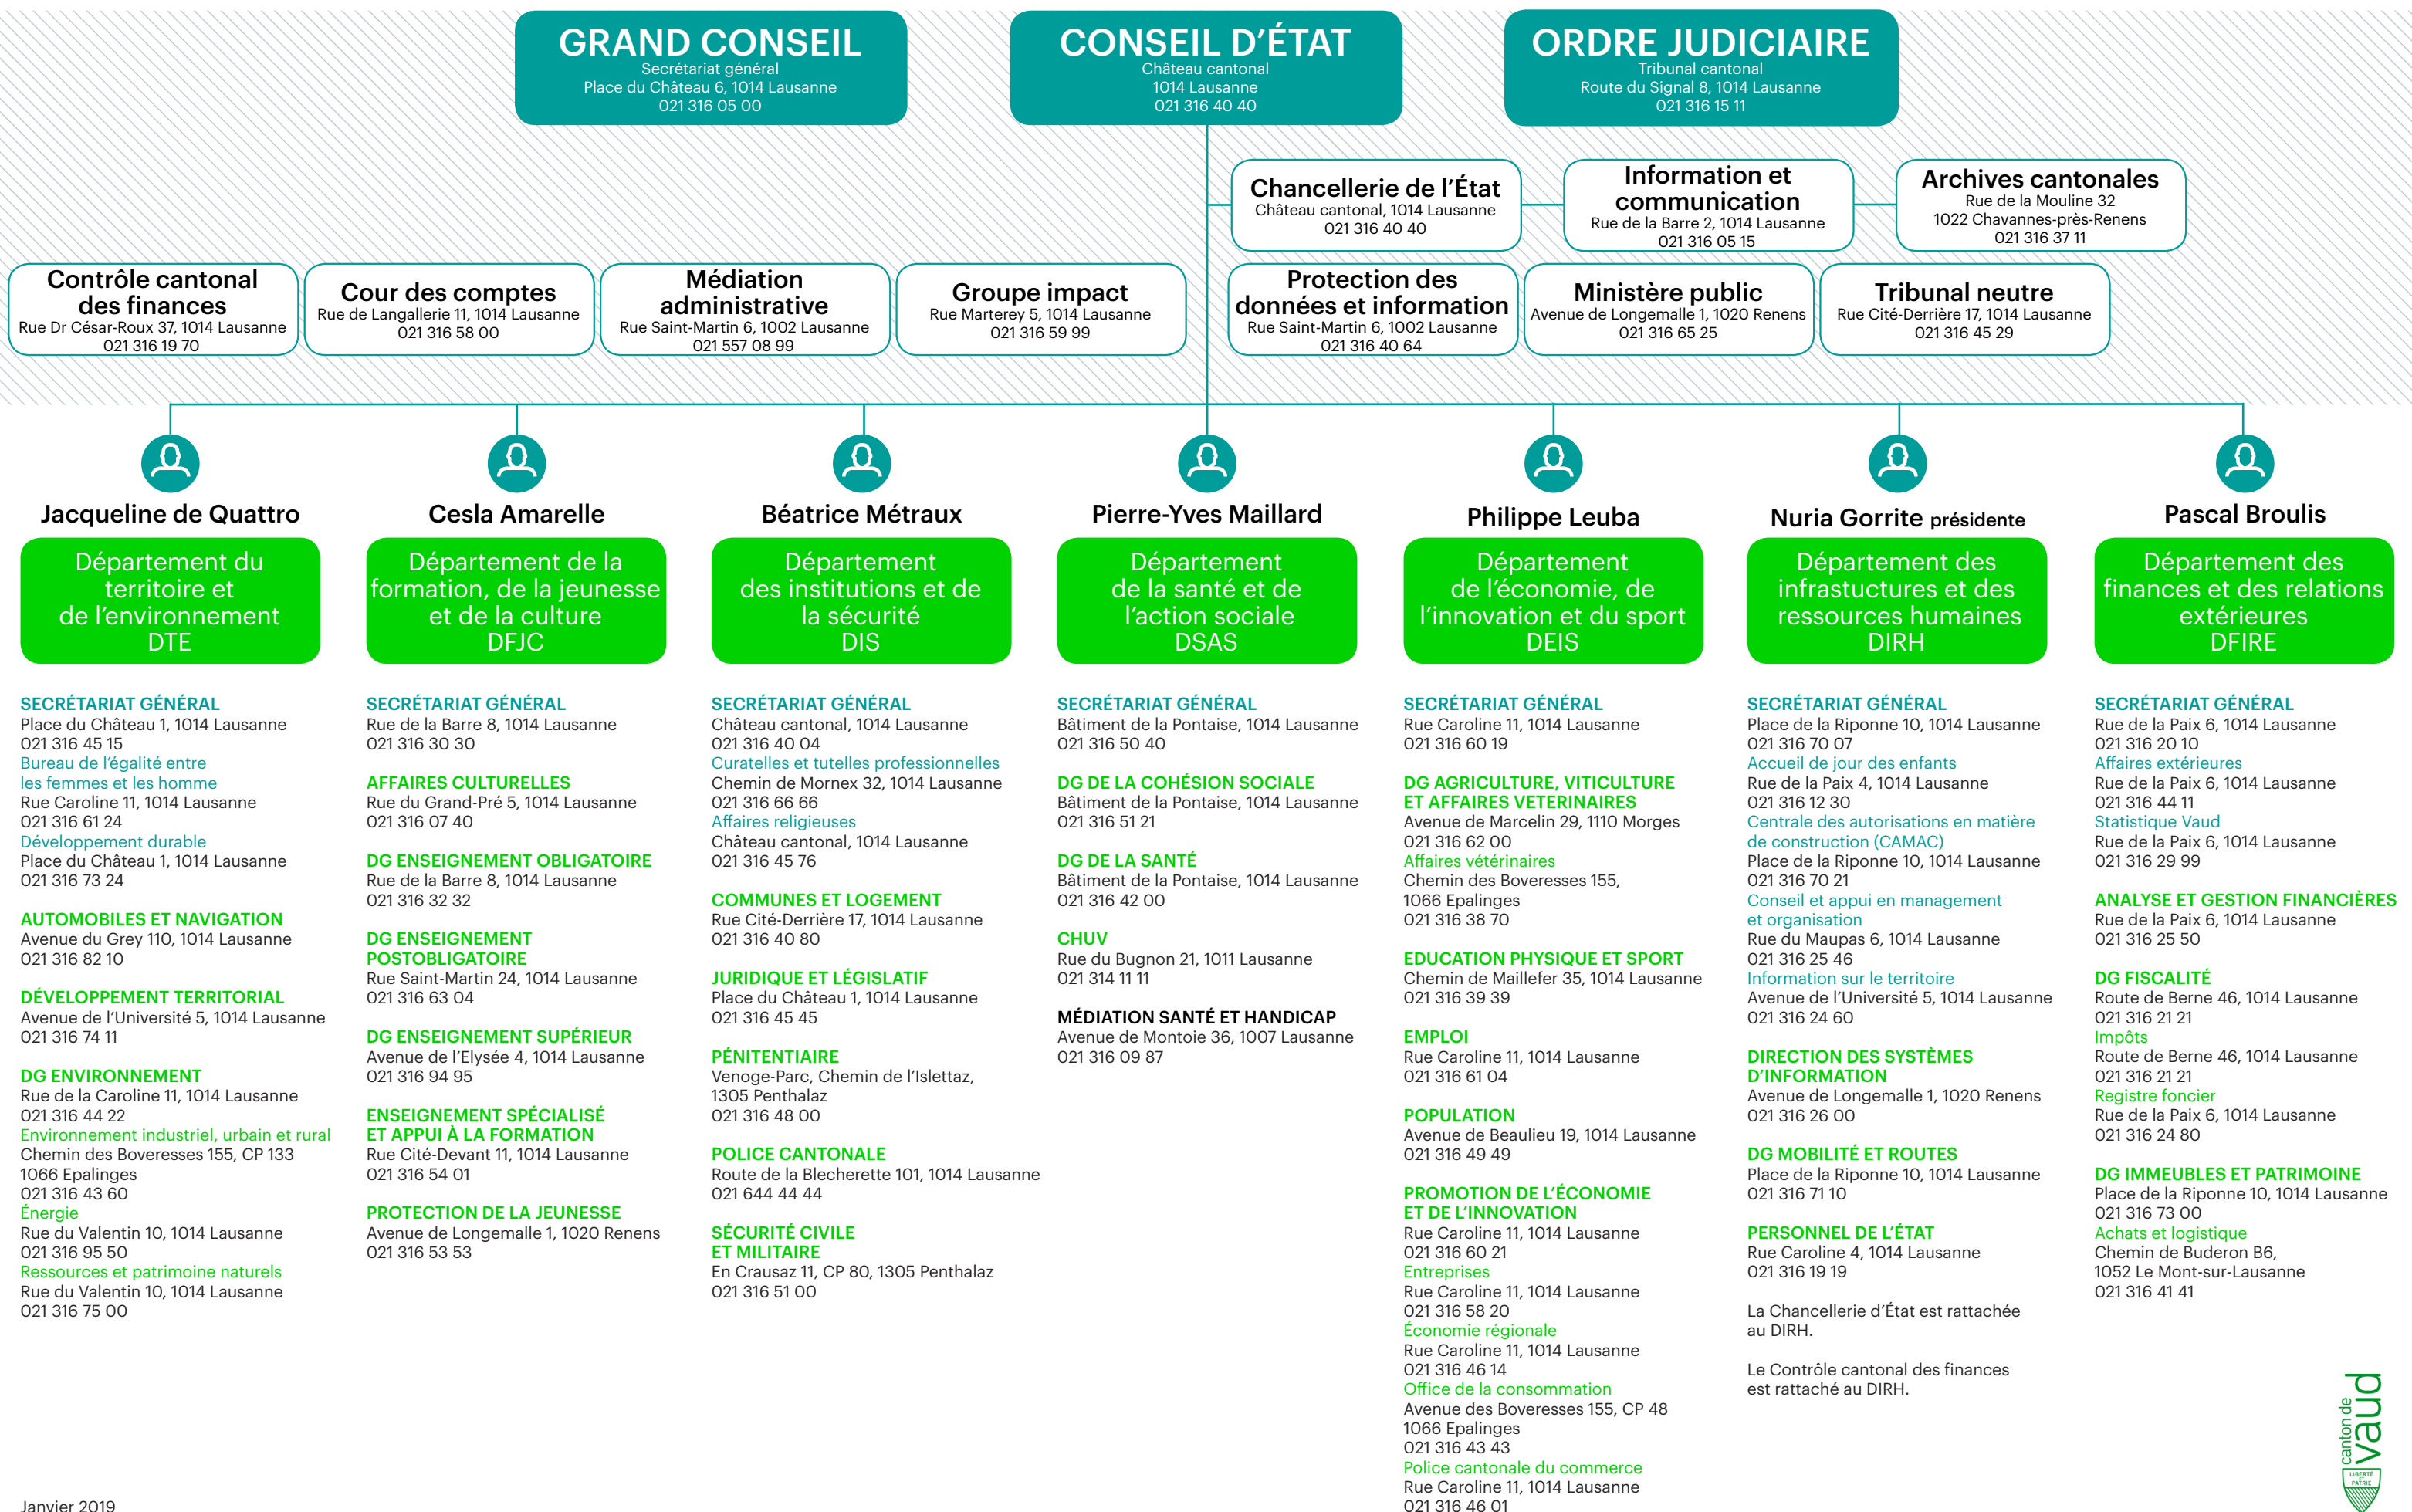 GRAND CONSEIL
Secrétariat général
Place du Château 6, 1014 Lausanne
021 316 05 00
CONSEIL D’ÉTAT
Château cantonal
1014 Lausanne
021 316 40 40
ORDRE JUDICIAIRE
Tribunal cantonal
Route du Signal 8, 1014 Lausanne
021 316 15 11
Chancellerie de l’État
Château cantonal, 1014 Lausanne
021 316 40 40
Information et
communication
Rue de la Barre 2, 1014 Lausanne
021 316 05 15
Archives cantonales
Rue de la Mouline 32
1022 Chavannes-près-Renens
021 316 37 11
Contrôle cantonal
des finances
Rue Dr César-Roux 37, 1014 Lausanne
021 316 19 70
Cour des comptes
Rue de Langallerie 11, 1014 Lausanne
021 316 58 00
Médiation
administrative
Rue Saint-Martin 6, 1002 Lausanne
021 557 08 99
Groupe impact
Rue Marterey 5, 1014 Lausanne
021 316 59 99
Protection des
données et information
Rue Saint-Martin 6, 1002 Lausanne
021 316 40 64
Ministère public
Avenue de Longemalle 1, 1020 Renens
021 316 65 25
Tribunal neutre
Rue Cité-Derrière 17, 1014 Lausanne
021 316 45 29
Jacqueline de Quattro
Département du
territoire et
de l’environnement
DTE
SECRÉTARIAT GÉNÉRAL
Place du Château 1, 1014 Lausanne
021 316 45 15
Bureau de l’égalité entre
les femmes et les homme
Rue Caroline 11, 1014 Lausanne
021 316 61 24
Développement durable
Place du Château 1, 1014 Lausanne
021 316 73 24
AUTOMOBILES ET NAVIGATION
Avenue du Grey 110, 1014 Lausanne
021 316 82 10
DÉVELOPPEMENT TERRITORIAL
Avenue de l’Université 5, 1014 Lausanne
021 316 74 11
DG ENVIRONNEMENT
Rue de la Caroline 11, 1014 Lausanne
021 316 44 22
Environnement industriel, urbain et rural
Chemin des Boveresses 155, CP 133
1066 Epalinges
021 316 43 60
Énergie
Rue du Valentin 10, 1014 Lausanne
021 316 95 50
Ressources et patrimoine naturels
Rue du Valentin 10, 1014 Lausanne
021 316 75 00
Cesla Amarelle
Département de la
formation, de la jeunesse
et de la culture
DFJC
SECRÉTARIAT GÉNÉRAL
Rue de la Barre 8, 1014 Lausanne
021 316 30 30
AFFAIRES CULTURELLES
Rue du Grand-Pré 5, 1014 Lausanne
021 316 07 40
DG ENSEIGNEMENT OBLIGATOIRE
Rue de la Barre 8, 1014 Lausanne
021 316 32 32
DG ENSEIGNEMENT
POSTOBLIGATOIRE
Rue Saint-Martin 24, 1014 Lausanne
021 316 63 04
DG ENSEIGNEMENT SUPÉRIEUR
Avenue de l’Elysée 4, 1014 Lausanne
021 316 94 95
ENSEIGNEMENT SPÉCIALISÉ
ET APPUI À LA FORMATION
Rue Cité-Devant 11, 1014 Lausanne
021 316 54 01
PROTECTION DE LA JEUNESSE
Avenue de Longemalle 1, 1020 Renens
021 316 53 53
Béatrice Métraux
Département
des institutions et de
la sécurité
DIS
SECRÉTARIAT GÉNÉRAL
Château cantonal, 1014 Lausanne
021 316 40 04
Curatelles et tutelles professionnelles
Chemin de Mornex 32, 1014 Lausanne
021 316 66 66
Affaires religieuses
Château cantonal, 1014 Lausanne
021 316 45 76
COMMUNES ET LOGEMENT
Rue Cité-Derrière 17, 1014 Lausanne
021 316 40 80
JURIDIQUE ET LÉGISLATIF
Place du Château 1, 1014 Lausanne
021 316 45 45
PÉNITENTIAIRE
Venoge-Parc, Chemin de l’Islettaz,
1305 Penthalaz
021 316 48 00
POLICE CANTONALE
Route de la Blecherette 101, 1014 Lausanne
021 644 44 44
SÉCURITÉ CIVILE
ET MILITAIRE
En Crausaz 11, CP 80, 1305 Penthalaz
021 316 51 00
Pierre-Yves Maillard
Département
de la santé et de
l’action sociale
DSAS
SECRÉTARIAT GÉNÉRAL
Bâtiment de la Pontaise, 1014 Lausanne
021 316 50 40
DG DE LA COHÉSION SOCIALE
Bâtiment de la Pontaise, 1014 Lausanne
021 316 51 21
DG DE LA SANTÉ
Bâtiment de la Pontaise, 1014 Lausanne
021 316 42 00
CHUV
Rue du Bugnon 21, 1011 Lausanne
021 314 11 11
MÉDIATION SANTÉ ET HANDICAP
Avenue de Montoie 36, 1007 Lausanne
021 316 09 87
Philippe Leuba
Département
de l’économie, de
l’innovation et du sport
DEIS
SECRÉTARIAT GÉNÉRAL
Rue Caroline 11, 1014 Lausanne
021 316 60 19
DG AGRICULTURE, VITICULTURE
ET AFFAIRES VETERINAIRES
Avenue de Marcelin 29, 1110 Morges
021 316 62 00
Affaires vétérinaires
Chemin des Boveresses 155,
1066 Epalinges
021 316 38 70
EDUCATION PHYSIQUE ET SPORT
Chemin de Maillefer 35, 1014 Lausanne
021 316 39 39
EMPLOI
Rue Caroline 11, 1014 Lausanne
021 316 61 04
POPULATION
Avenue de Beaulieu 19, 1014 Lausanne
021 316 49 49
PROMOTION DE L’ÉCONOMIE
ET DE L’INNOVATION
Rue Caroline 11, 1014 Lausanne
021 316 60 21
Entreprises
Rue Caroline 11, 1014 Lausanne
021 316 58 20
Économie régionale
Rue Caroline 11, 1014 Lausanne
021 316 46 14
Office de la consommation
Avenue des Boveresses 155, CP 48
1066 Epalinges
021 316 43 43
Police cantonale du commerce
Rue Caroline 11, 1014 Lausanne
021 316 46 01
Nuria Gorrite présidente
Département des
infrastuctures et des
ressources humaines
DIRH
SECRÉTARIAT GÉNÉRAL
Place de la Riponne 10, 1014 Lausanne
021 316 70 07
Accueil de jour des enfants
Rue de la Paix 4, 1014 Lausanne
021 316 12 30
Centrale des autorisations en matière
de construction (CAMAC)
Place de la Riponne 10, 1014 Lausanne
021 316 70 21
Conseil et appui en management
et organisation
Rue du Maupas 6, 1014 Lausanne
021 316 25 46
Information sur le territoire
Avenue de l’Université 5, 1014 Lausanne
021 316 24 60
DIRECTION DES SYSTÈMES
D’INFORMATION
Avenue de Longemalle 1, 1020 Renens
021 316 26 00
DG MOBILITÉ ET ROUTES
Place de la Riponne 10, 1014 Lausanne
021 316 71 10
PERSONNEL DE L’ÉTAT
Rue Caroline 4, 1014 Lausanne
021 316 19 19
La Chancellerie d’État est rattachée
au DIRH.
Le Contrôle cantonal des finances
est rattaché au DIRH.
Pascal Broulis
Département des
finances et des relations
extérieures
DFIRE
SECRÉTARIAT GÉNÉRAL
Rue de la Paix 6, 1014 Lausanne
021 316 20 10
Affaires extérieures
Rue de la Paix 6, 1014 Lausanne
021 316 44 11
Statistique Vaud
Rue de la Paix 6, 1014 Lausanne
021 316 29 99
ANALYSE ET GESTION FINANCIÈRES
Rue de la Paix 6, 1014 Lausanne
021 316 25 50
DG FISCALITÉ
Route de Berne 46, 1014 Lausanne
021 316 21 21
Impôts
Route de Berne 46, 1014 Lausanne
021 316 21 21
Registre foncier
Rue de la Paix 6, 1014 Lausanne
021 316 24 80
DG IMMEUBLES ET PATRIMOINE
Place de la Riponne 10, 1014 Lausanne
021 316 73 00
Achats et logistique
Chemin de Buderon B6,
1052 Le Mont-sur-Lausanne
021 316 41 41
canton de
vaud
LIBERTÉ
ET
PATRIE
Janvier 2019